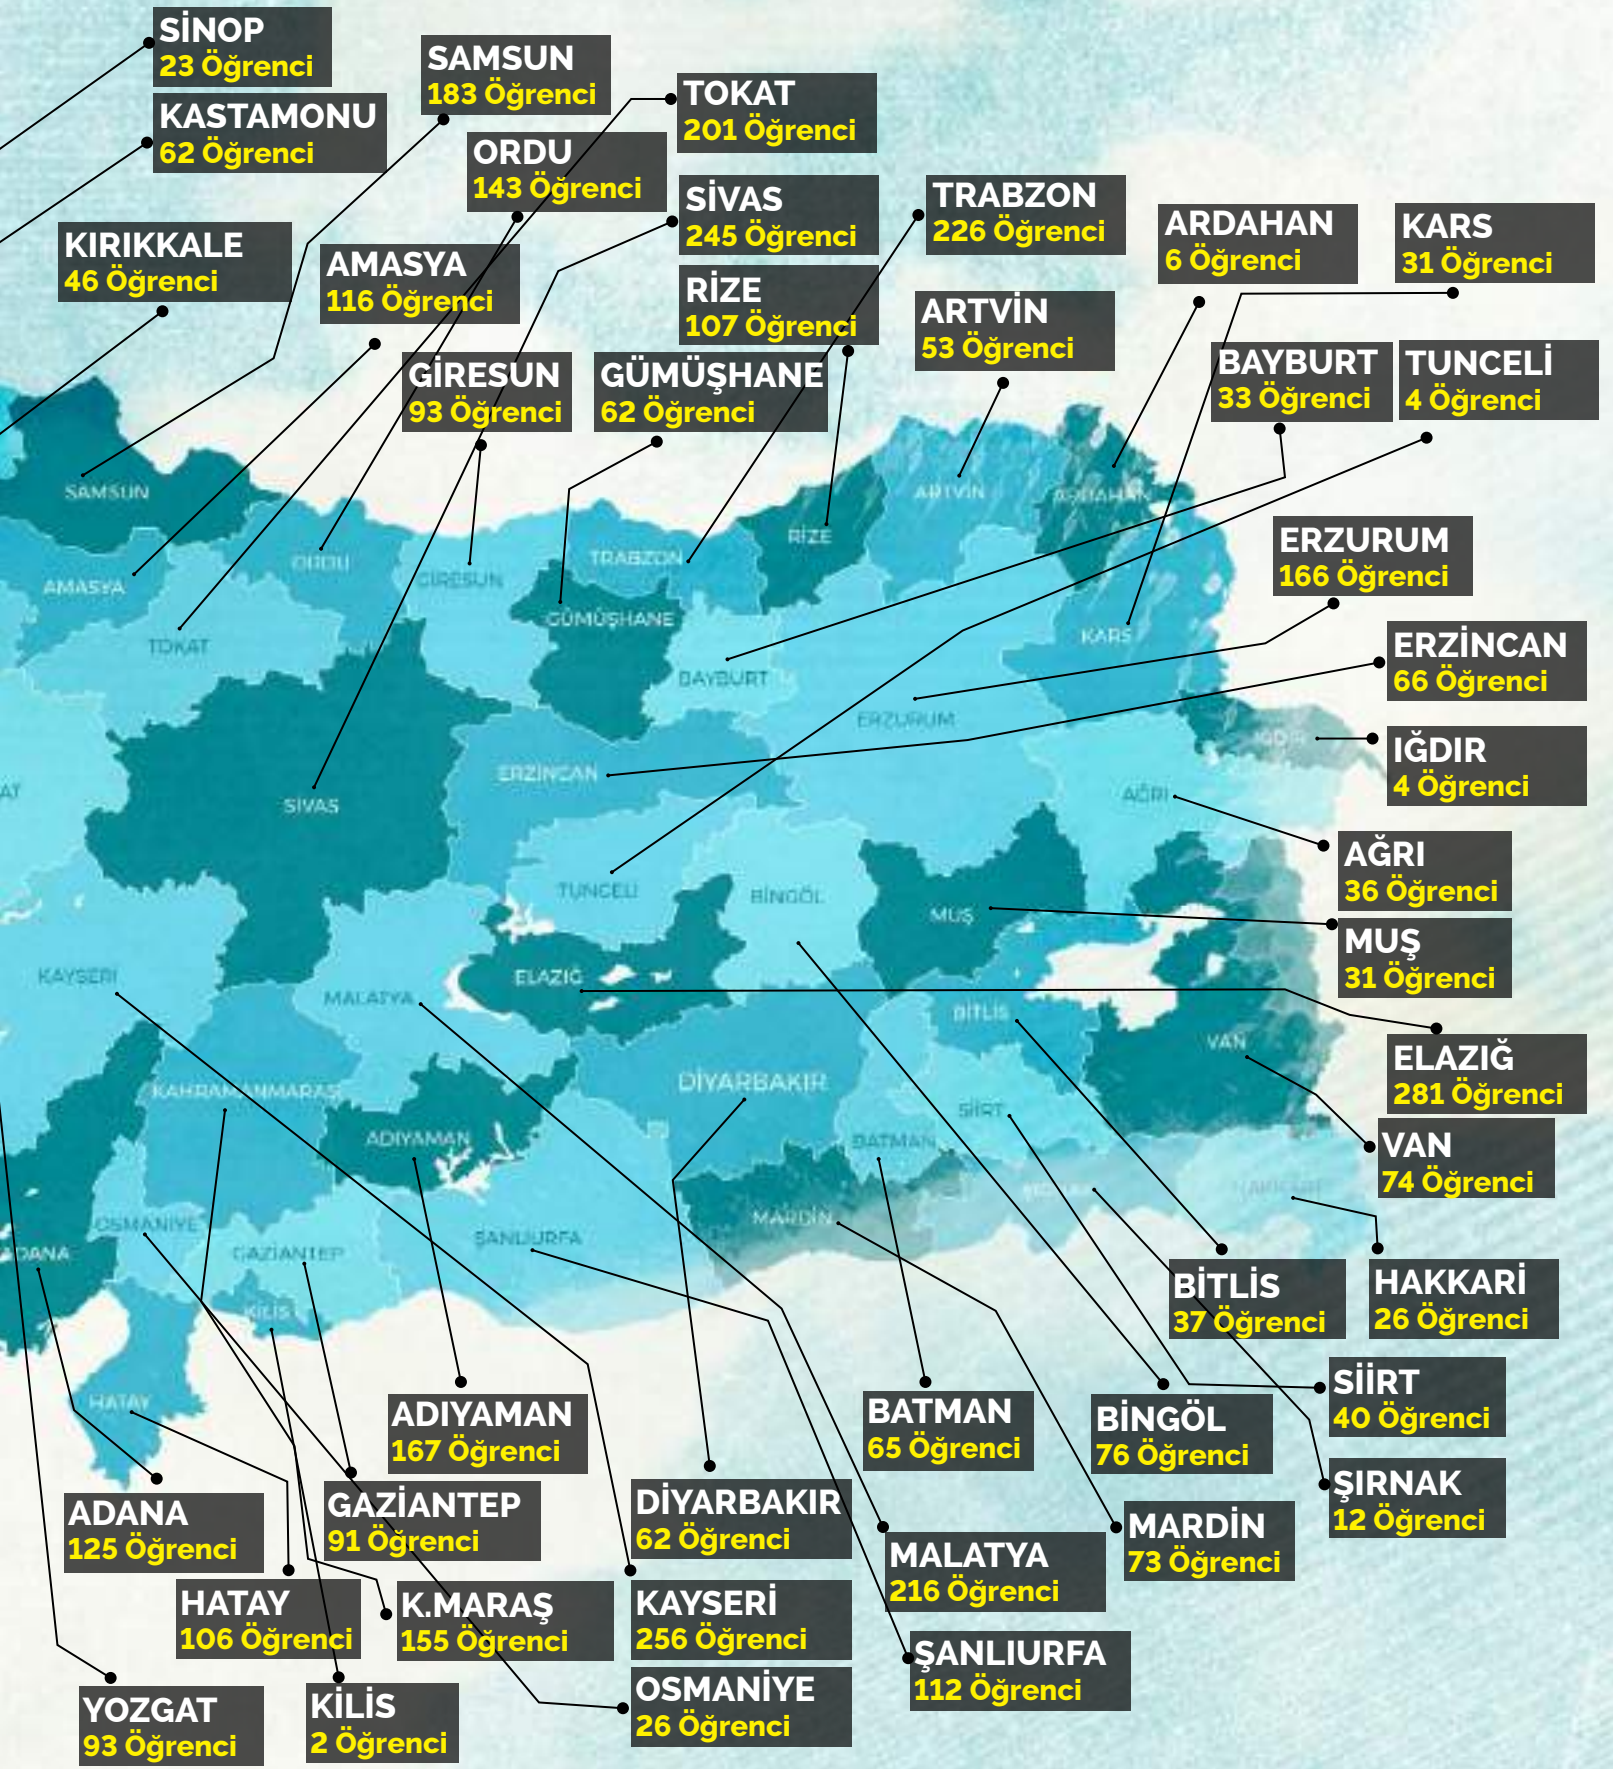 SİNOP
23 Öğrenci
KASTAMONU
62 Öğrenci
SAMSUN
183 Öğrenci
TOKAT
201 Öğrenci
ORDU
143 Öğrenci
SİVAS
245 Öğrenci
TRABZON
226 Öğrenci
ARDAHAN
6 Öğrenci
KARS
31 Öğrenci
KIRIKKALE
46 Öğrenci
AMASYA
116 Öğrenci
RİZE
107 Öğrenci
ARTVİN
53 Öğrenci
GİRESUN
93 Öğrenci
GÜMÜŞHANE
62 Öğrenci
BAYBURT
33 Öğrenci
TUNCELİ
4 Öğrenci
ERZURUM
166 Öğrenci
ERZİNCAN
66 Öğrenci
IĞDIR
4 Öğrenci
AĞRI
36 Öğrenci
MUŞ
31 Öğrenci
ELAZIĞ
281 Öğrenci
VAN
74 Öğrenci
BİTLİS
37 Öğrenci
HAKKARİ
26 Öğrenci
SİİRT
40 Öğrenci
ADIYAMAN
167 Öğrenci
BATMAN
65 Öğrenci
BİNGÖL
76 Öğrenci
ŞIRNAK
12 Öğrenci
ADANA
125 Öğrenci
GAZİANTEP
91 Öğrenci
DİYARBAKIR
62 Öğrenci
MALATYA
216 Öğrenci
MARDİN
73 Öğrenci
HATAY
106 Öğrenci
K.MARAŞ
155 Öğrenci
KAYSERİ
256 Öğrenci
ŞANLIURFA
112 Öğrenci
YOZGAT
93 Öğrenci
KİLİS
2 Öğrenci
OSMANİYE
26 Öğrenci
SAMSUN
ARTVİN
ARDAHAN
RİZE
ORDU
TRABZON
GİRESUN
AMASYA
GÜMÜŞHANE
KARS
TOKAT
BAYBURT
ERZURUM
IĞDIR
ERZİNCAN
AT
SİVAS
AĞRI
TUNCELİ
BİNGÖL
MUŞ
KAYSERİ
ELAZIĞ
MALATYA
BİTLİS
VAN
DİYARBAKIR
KAHRAMANMARAŞ
SİİRT
ADIYAMAN
BATMAN
HAKKARİ
MARDİN
OSMANİYE
ŞANLIURFA
ADANA
GAZİANTEP
KİLİS
HATAY